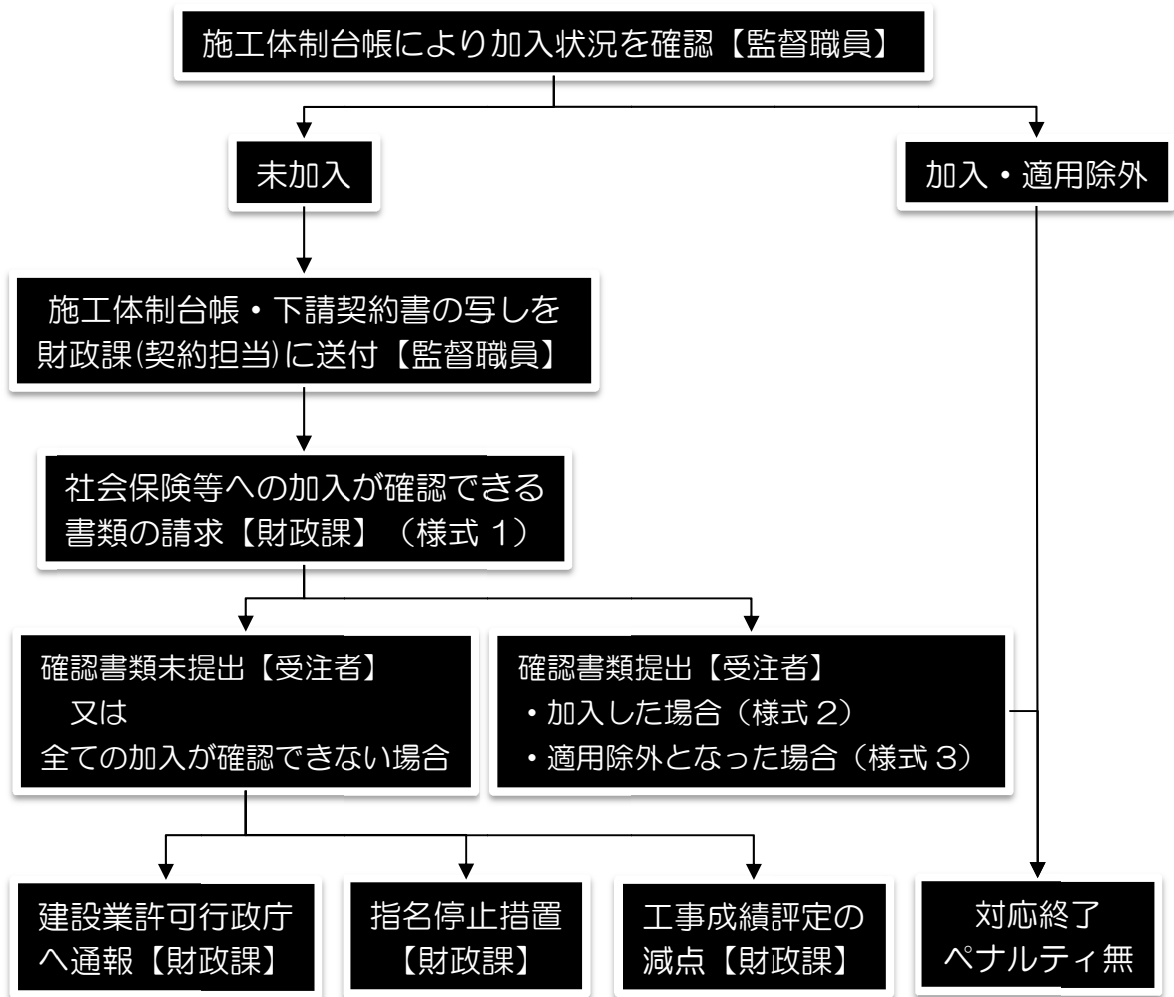 施工体制台帳により加入状況を確認【監督職員】
未加入
加入・適用除外
施工体制台帳・下請契約書の写しを
財政課(契約担当)に送付【監督職員】
社会保険等への加入が確認できる
書類の請求【財政課】（様式1）
確認書類未提出【受注者】
又は
全ての加入が確認できない場合
確認書類提出【受注者】
・加入した場合（様式2）
・適用除外となった場合（様式3）
建設業許可行政庁
へ通報【財政課】
指名停止措置
【財政課】
工事成績評定の
減点【財政課】
対応終了
ペナルティ無